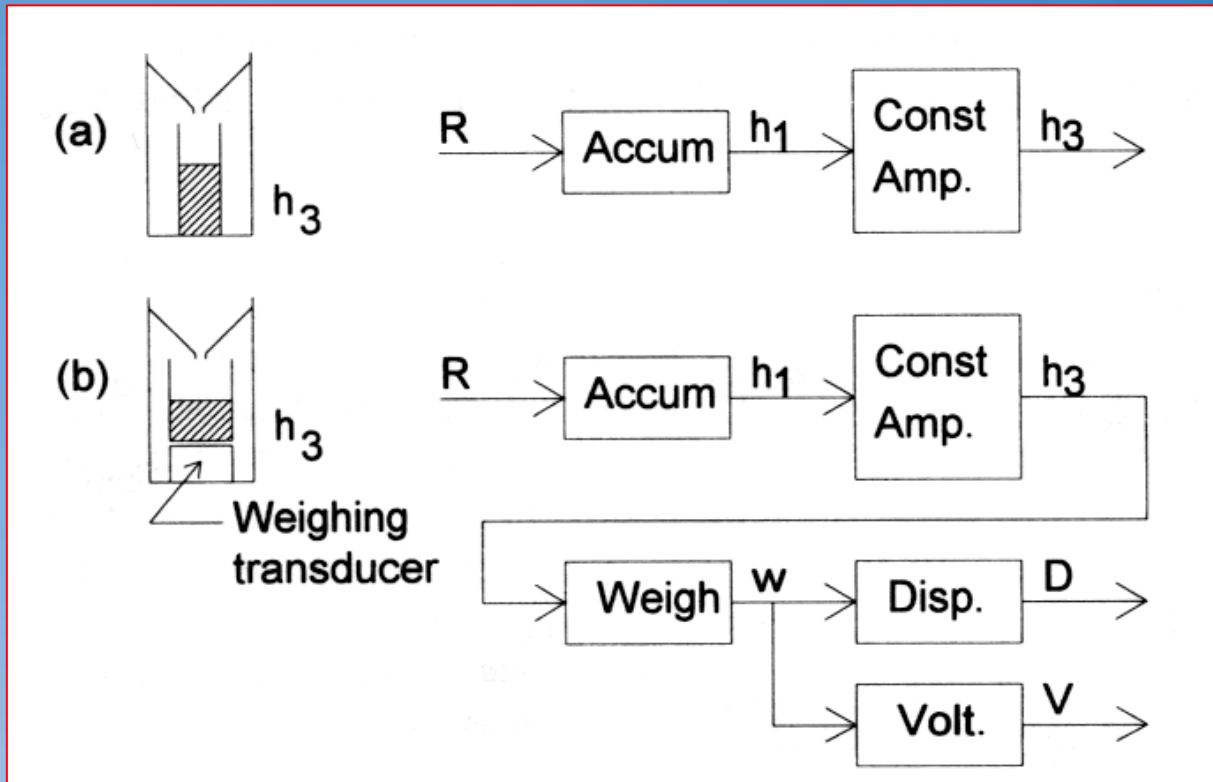 (a)
h3
R
Accum
h1
Const
Amp.
h3
(b)
h3
Weighing
transducer
R
Accum
h1
Const
Amp.
h3
Weigh
w
Disp.
D
Volt.
V